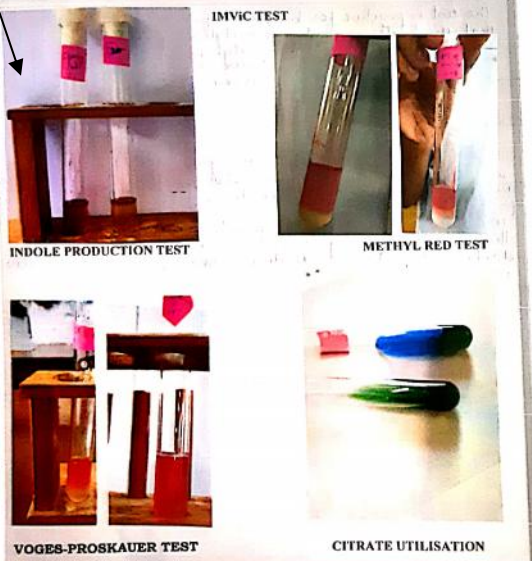 IMViC TEST
INDOLE PRODUCTION TEST
METHYL RED TEST
VOGES-PROSKAUER TEST
CITRATE UTILISATION